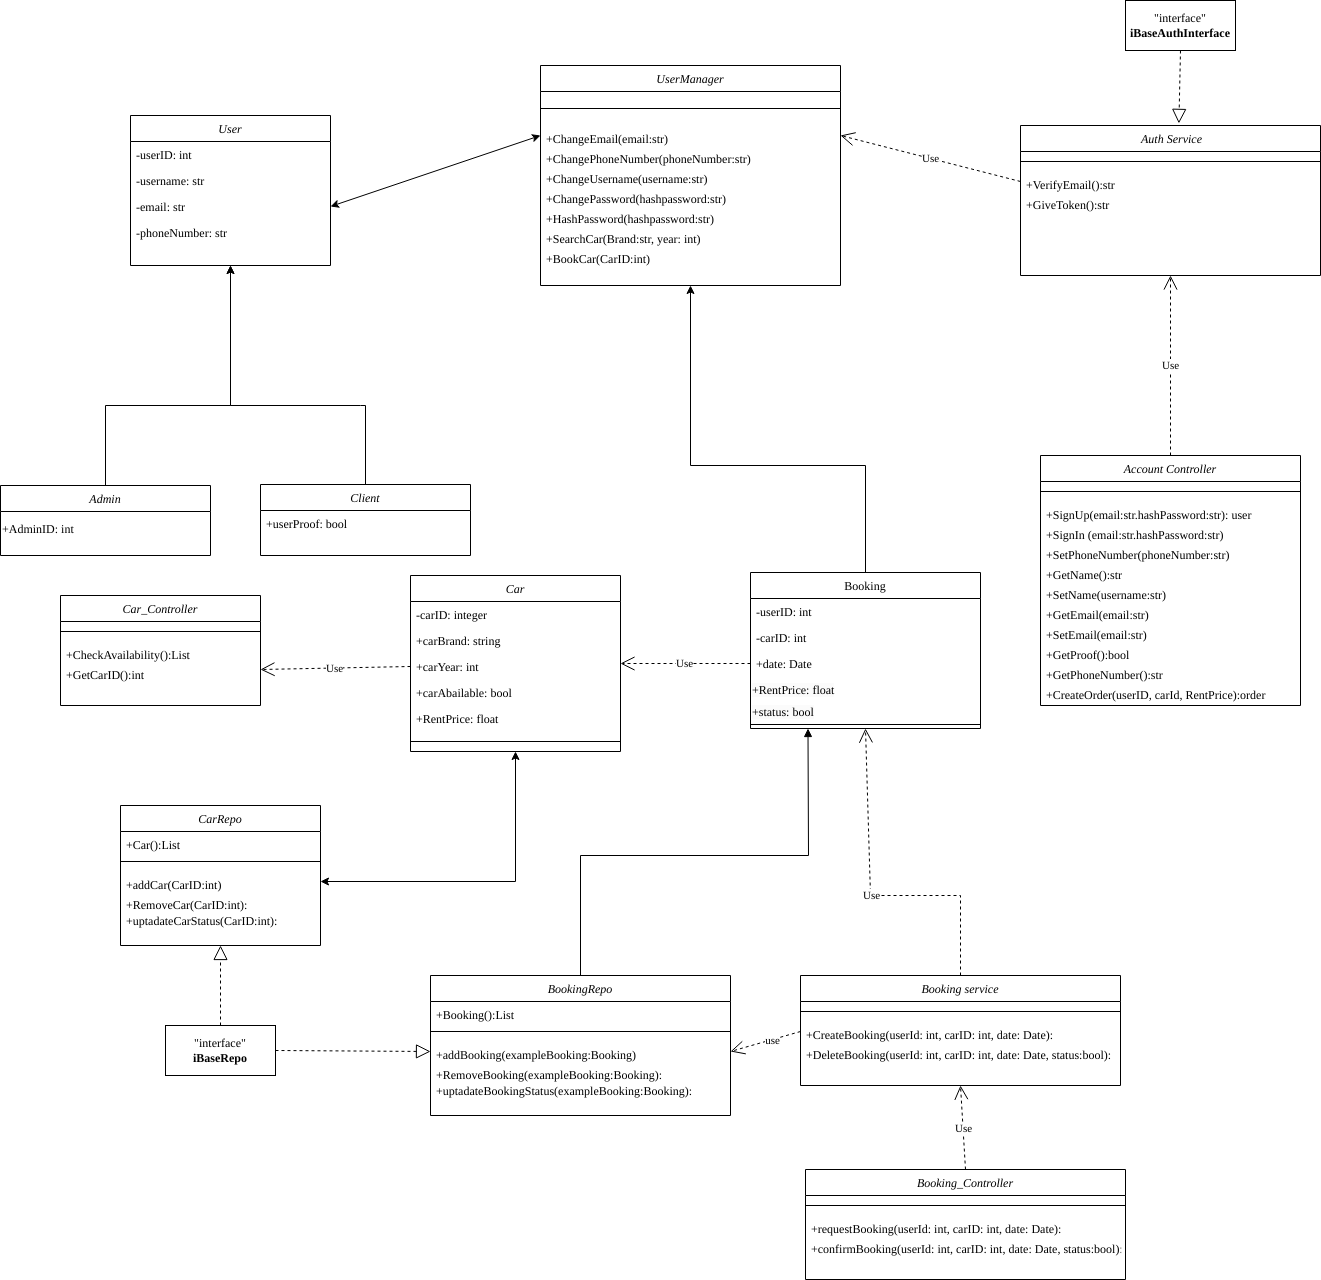 "interface"
iBaseAuthInterface
UserManager
+ChangeEmail(email:str)
+ChangePhoneNumber(phoneNumber:str)
+ChangeUsername(username:str)
+ChangePassword(hashpassword:str)
+HashPassword(hashpassword:str)
+SearchCar(Brand:str, year: int)
+BookCar(CarID:int)
User
-userID: int
-username: str
-email: str
-phoneNumber: str
Auth Service
+VerifyEmail():str
+GiveToken():str
Use
Use
Admin
+AdminID: int
Client
+userProof: bool
Account Controller
+SignUp(email:str.hashPassword:str): user
+SignIn (email:str.hashPassword:str)
+SetPhoneNumber(phoneNumber:str)
+GetName():str
+SetName(username:str)
+GetEmail(email:str)
+SetEmail(email:str)
+GetProof():bool
+GetPhoneNumber():str
+CreateOrder(userID, carId, RentPrice):order
Car_Controller
+CheckAvailability():List
+GetCarID():int
Use
Car
-carID: integer
+carBrand: string
+carYear: int
+carAbailable: bool
+RentPrice: float
Use
Booking
-userID: int
-carID: int
+date: Date
+RentPrice: float
+status: bool
CarRepo
+Car():List
+addCar(CarID:int)
+RemoveCar(CarID:int):
+uptadateCarStatus(CarID:int):
Use
"interface"
iBaseRepo
BookingRepo
+Booking():List
+addBooking(exampleBooking:Booking)
+RemoveBooking(exampleBooking:Booking):
+uptadateBookingStatus(exampleBooking:Booking):
use
Booking service
+CreateBooking(userId: int, carID: int, date: Date):
+DeleteBooking(userId: int, carID: int, date: Date, status:bool):
Use
Booking_Controller
+requestBooking(userId: int, carID: int, date: Date):
+confirmBooking(userId: int, carID: int, date: Date, status:bool):